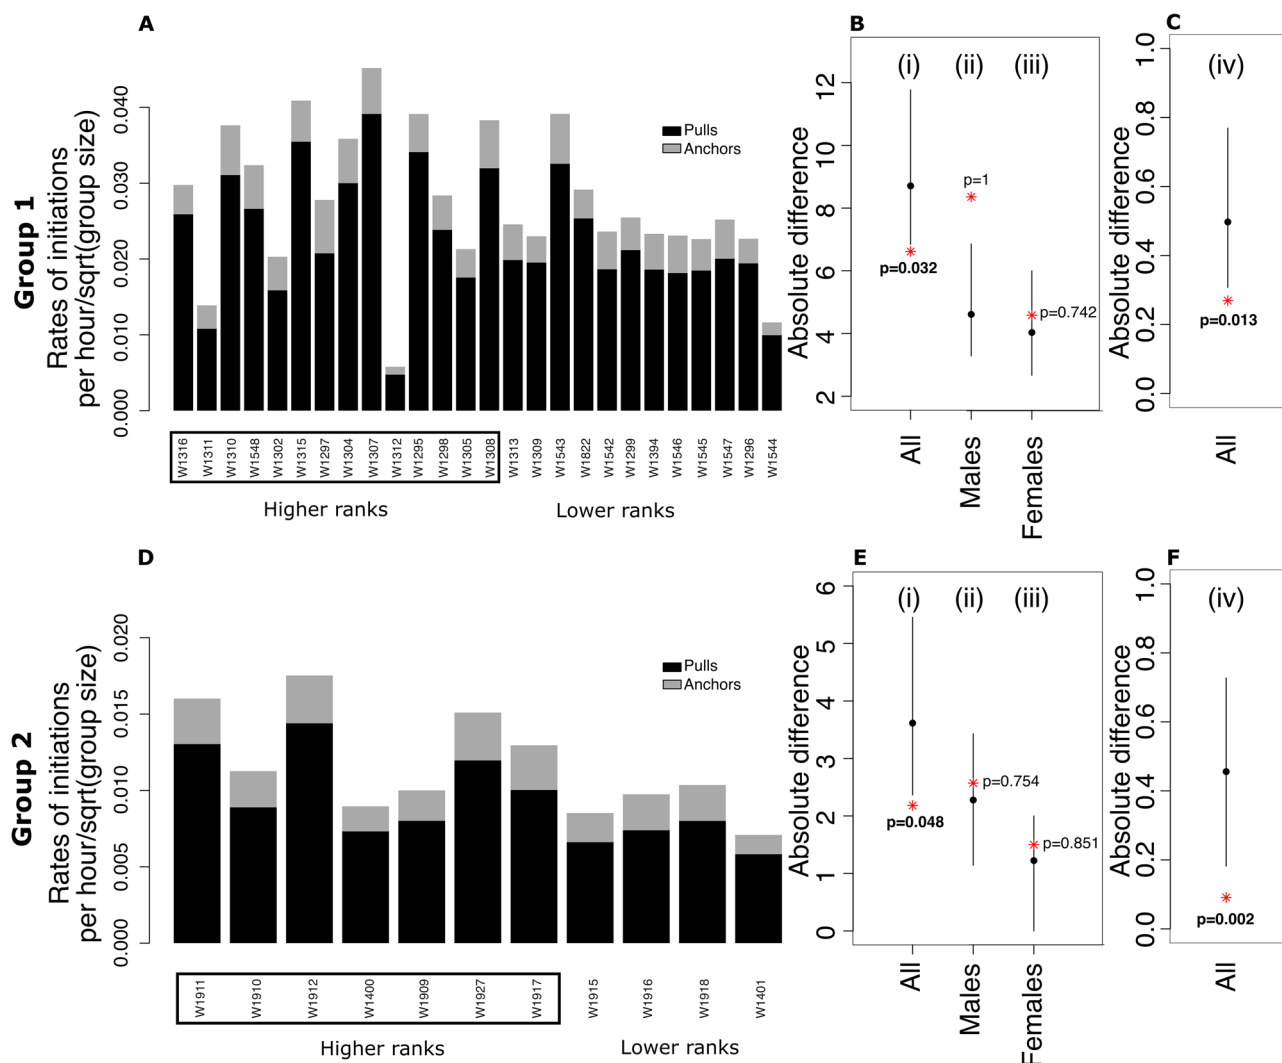 A
Group 1
Rates of initiations
per hour/sqrt(group size)
0.040
0.030
0.020
0.010
0.000
Pulls
Anchors
W1316
W1311
W1310
W1548
W1302
W1315
W1297
W1304
W1307
W1312
W1295
W1298
W1305
W1308
W1313
W1309
W1543
W1822
W1542
W1299
W1394
W1546
W1545
W1547
W1296
W1544
Higher ranks
Lower ranks
B
Absolute difference
12
10
8
6
4
2
(i)
(ii)
(iii)
p=0.032
p=1
p=0.742
All
Males
Females
C
Absolute difference
1.0
0.8
0.6
0.4
0.2
0.0
(iv)
p=0.013
All
D
Group 2
Rates of initiations
per hour/sqrt(group size)
0.020
0.015
0.010
0.005
0.000
Pulls
Anchors
W1911
W1910
W1912
W1400
W1909
W1927
W1917
W1915
W1916
W1918
W1401
Higher ranks
Lower ranks
E
Absolute difference
6
5
4
3
2
1
0
(i)
(ii)
(iii)
p=0.048
p=0.754
p=0.851
All
Males
Females
F
Absolute difference
1.0
0.8
0.6
0.4
0.2
0.0
(iv)
p=0.002
All